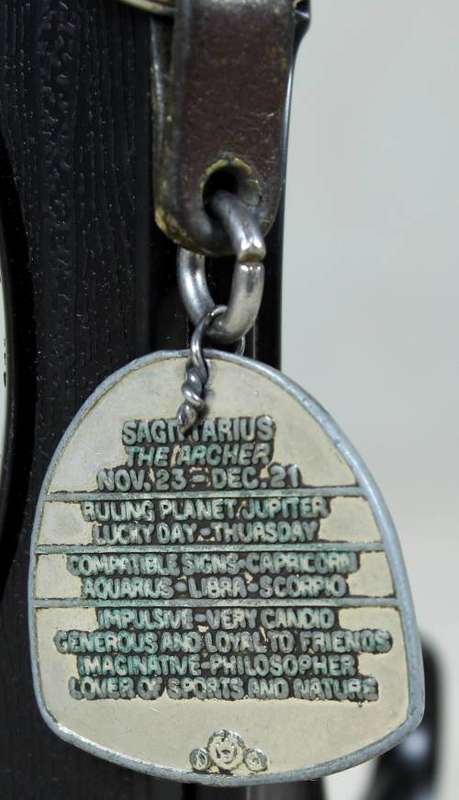 SAGITTARIUS
THE ARCHER
NOV. 23 - DEC. 21
RULING PLANET/JUPITER
LUCKY DAY-THURSDAY
COMPATIBLE SIGNS-CAPRICORN
AQUARIUS-LIBRA-SCORPIO
IMPULSIVE-VERY CANDID
GENEROUS AND LOYAL TO FRIENDS
IMAGINATIVE-PHILOSOPHER
LOVER OF SPORTS AND NATURE